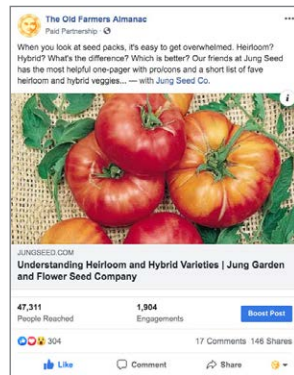 The Old Farmers Almanac
Paid Partnership ·
When you look at seed packs, it's easy to get overwhelmed. Heirloom?
Hybrid? What's the difference? Which is better? Our friends at Jung Seed
has the most helpful one-pager with pro/cons and a short list of fave
heirloom and hybrid veggies... — with Jung Seed Co.
i
JUNGSEED.COM
Understanding Heirloom and Hybrid Varieties | Jung Garden
and Flower Seed Company
47,311 1,904
People Reached Engagements Boost Post
304 17 Comments 146 Shares
Like Comment Share